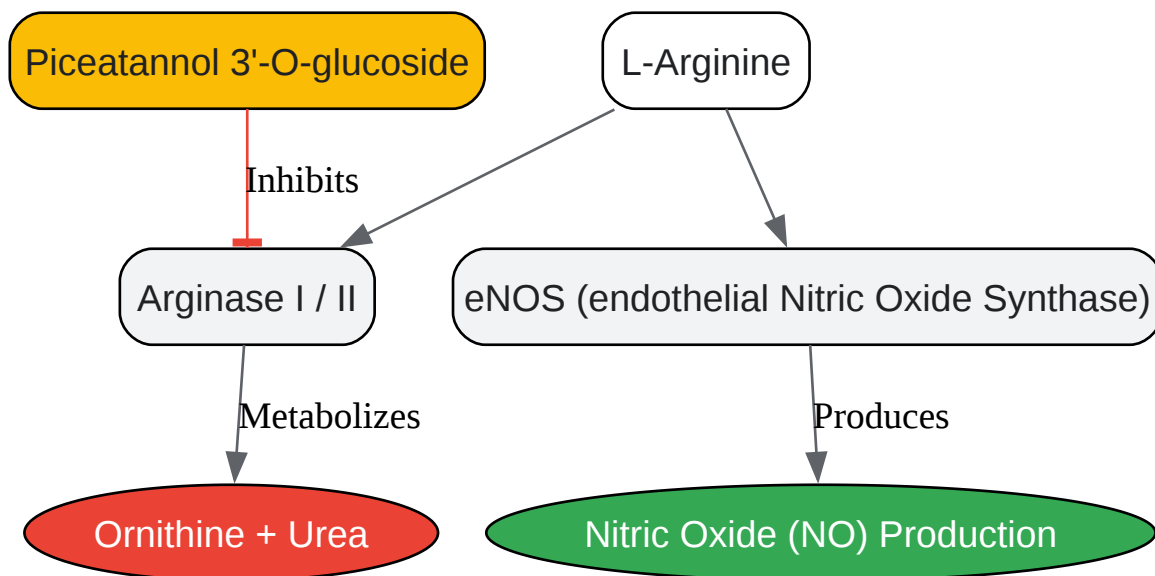 Piceatannol 3'-O-glucoside
L-Arginine
Inhibits
Arginase I / II
eNOS (endothelial Nitric Oxide Synthase)
Metabolizes
Produces
Ornithine + Urea
Nitric Oxide (NO) Production